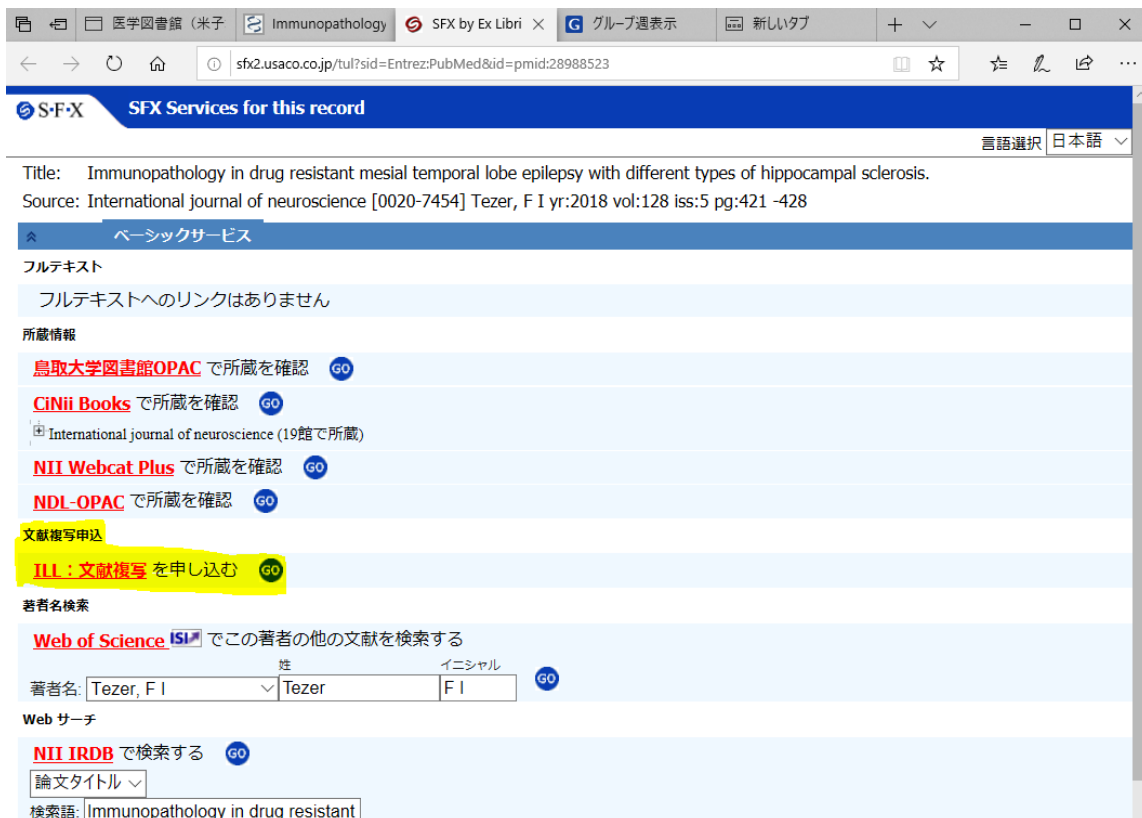 医学図書館（米子
Immunopathology
SFX by Ex Libri
グループ週表示
新しいタブ
sfx2.usaco.co.jp/tul?sid=Entrez:PubMed&id=pmid:28988523
S·F·X SFX Services for this record
言語選択 日本語
Title: Immunopathology in drug resistant mesial temporal lobe epilepsy with different types of hippocampal sclerosis.
Source: International journal of neuroscience [0020-7454] Tezer, F I yr:2018 vol:128 iss:5 pg:421 -428
ベーシックサービス
フルテキスト
フルテキストへのリンクはありません
所蔵情報
鳥取大学図書館OPAC で所蔵を確認 GO
CiNii Books で所蔵を確認 GO
International journal of neuroscience (19館で所蔵)
NII Webcat Plus で所蔵を確認 GO
NDL-OPAC で所蔵を確認 GO
文献複写申込
ILL：文献複写 を申し込む GO
著者名検索
Web of Science ISI でこの著者の他の文献を検索する
姓 イニシャル
著者名: Tezer, F I Tezer F I GO
Web サーチ
NII IRDB で検索する GO
論文タイトル
検索語: Immunopathology in drug resistant